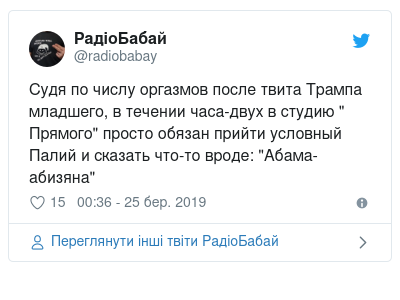 РадіоБабай
@radiobabay
Судя по числу оргазмов после твита Трампа
младшего, в течении часа-двух в студию "
Прямого" просто обязан прийти условный
Палий и сказать что-то вроде: "Абама-
абизяна"
15 00:36 - 25 бер. 2019
Переглянути інші твіти РадіоБабай